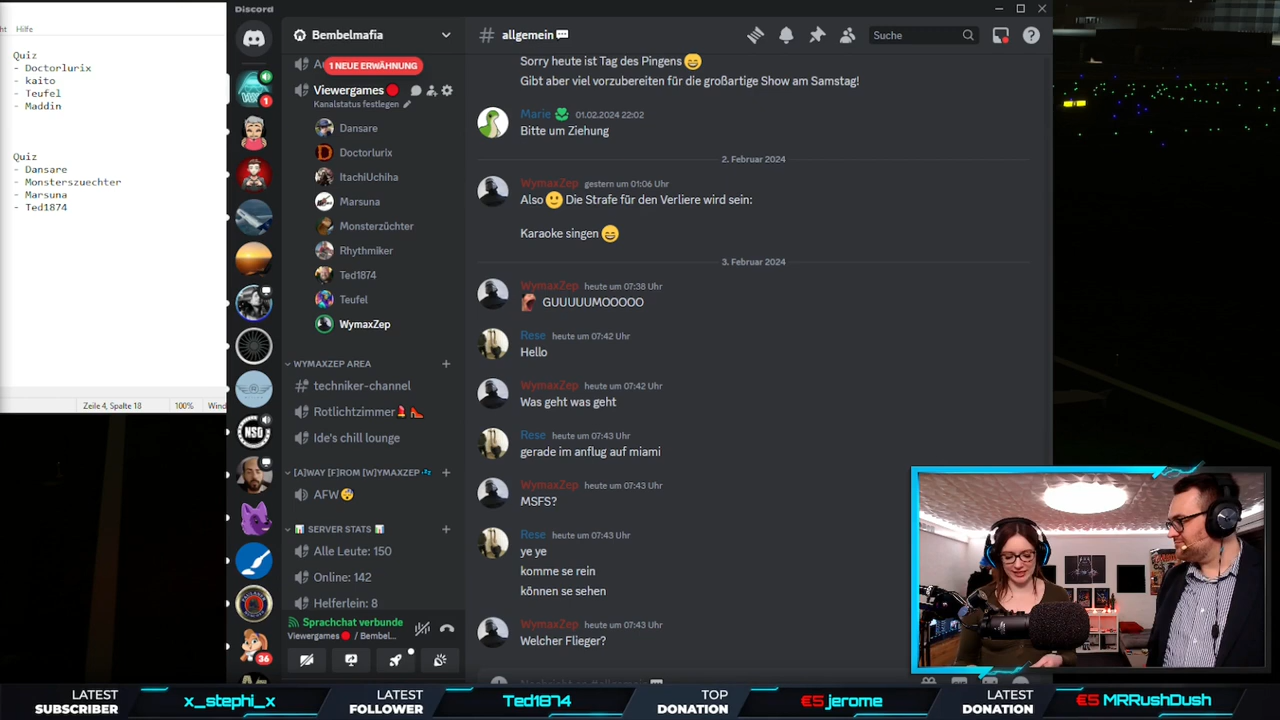 ht Hilfe
Quiz
- Doctorlurix
- kaito
- Teufel
- Maddin
Quiz
- Dansare
- Monsterszuechter
- Marsuna
- Ted1874
Zeile 4, Spalte 18 100% Wind
Discord
Bembelmafia
1 NEUE ERWÄHNUNG
Viewergames
Kanalstatus festlegen
Dansare
Doctorlurix
ItachiUchiha
Marsuna
Monsterzüchter
Rhythmiker
Ted1874
Teufel
WymaxZep
WYMAXZEP AREA
techniker-channel
Rotlichtzimmer
Ide's chill lounge
[A]WAY [F]ROM [W]YMAXZEP
AFW
SERVER STATS
Alle Leute: 150
Online: 142
Helferlein: 8
Sprachchat verbunde
Viewergames / Bembel...
1
NSO
36
# allgemein
Suche
Sorry heute ist Tag des Pingens
Gibt aber viel vorzubereiten für die großartige Show am Samstag!
Marie 01.02.2024 22:02
Bitte um Ziehung
2. Februar 2024
WymaxZep gestern um 01:06 Uhr
Also Die Strafe für den Verliere wird sein:
Karaoke singen
3. Februar 2024
WymaxZep heute um 07:38 Uhr
GUUUUUMOOOOO
Rese heute um 07:42 Uhr
Hello
WymaxZep heute um 07:42 Uhr
Was geht was geht
Rese heute um 07:43 Uhr
gerade im anflug auf miami
WymaxZep heute um 07:43 Uhr
MSFS?
Rese heute um 07:43 Uhr
ye ye
komme se rein
können se sehen
WymaxZep heute um 07:43 Uhr
Welcher Flieger?
LATEST SUBSCRIBER
x_stephi_x
LATEST FOLLOWER
Ted1874
TOP DONATION
€5 jerome
LATEST DONATION
€5 MRRushDush